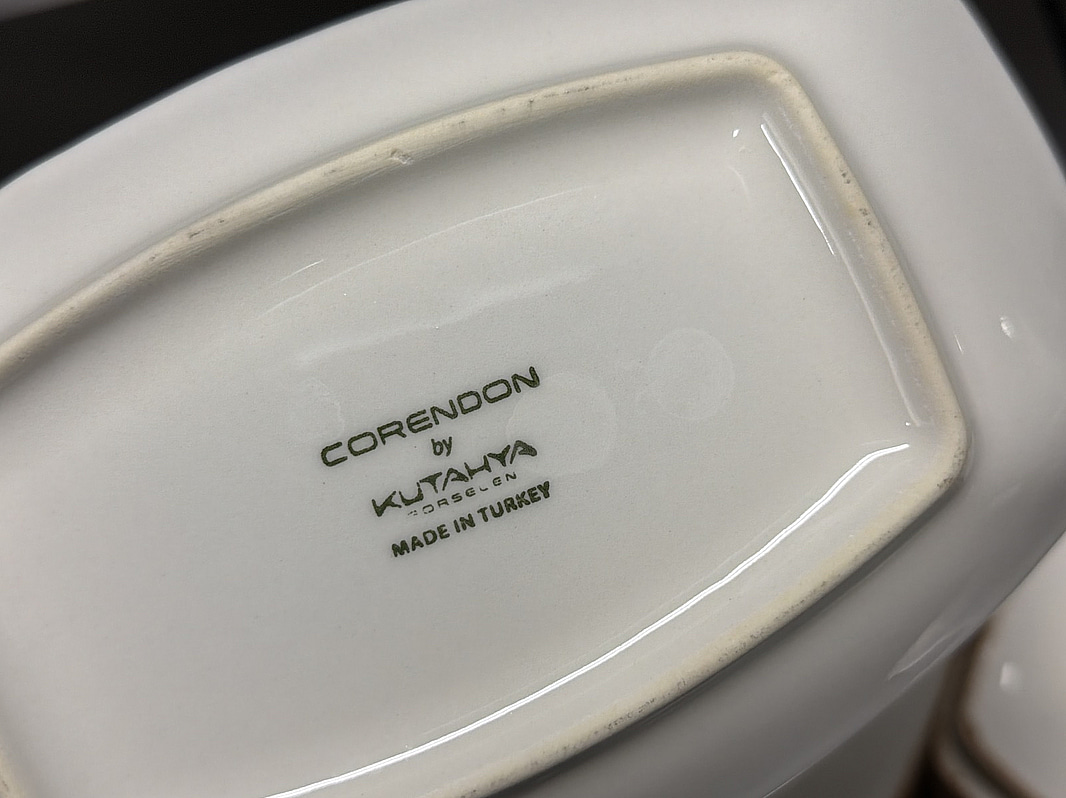 CORENDON
by
KUTAHYA
PORSELEN
MADE IN TURKEY